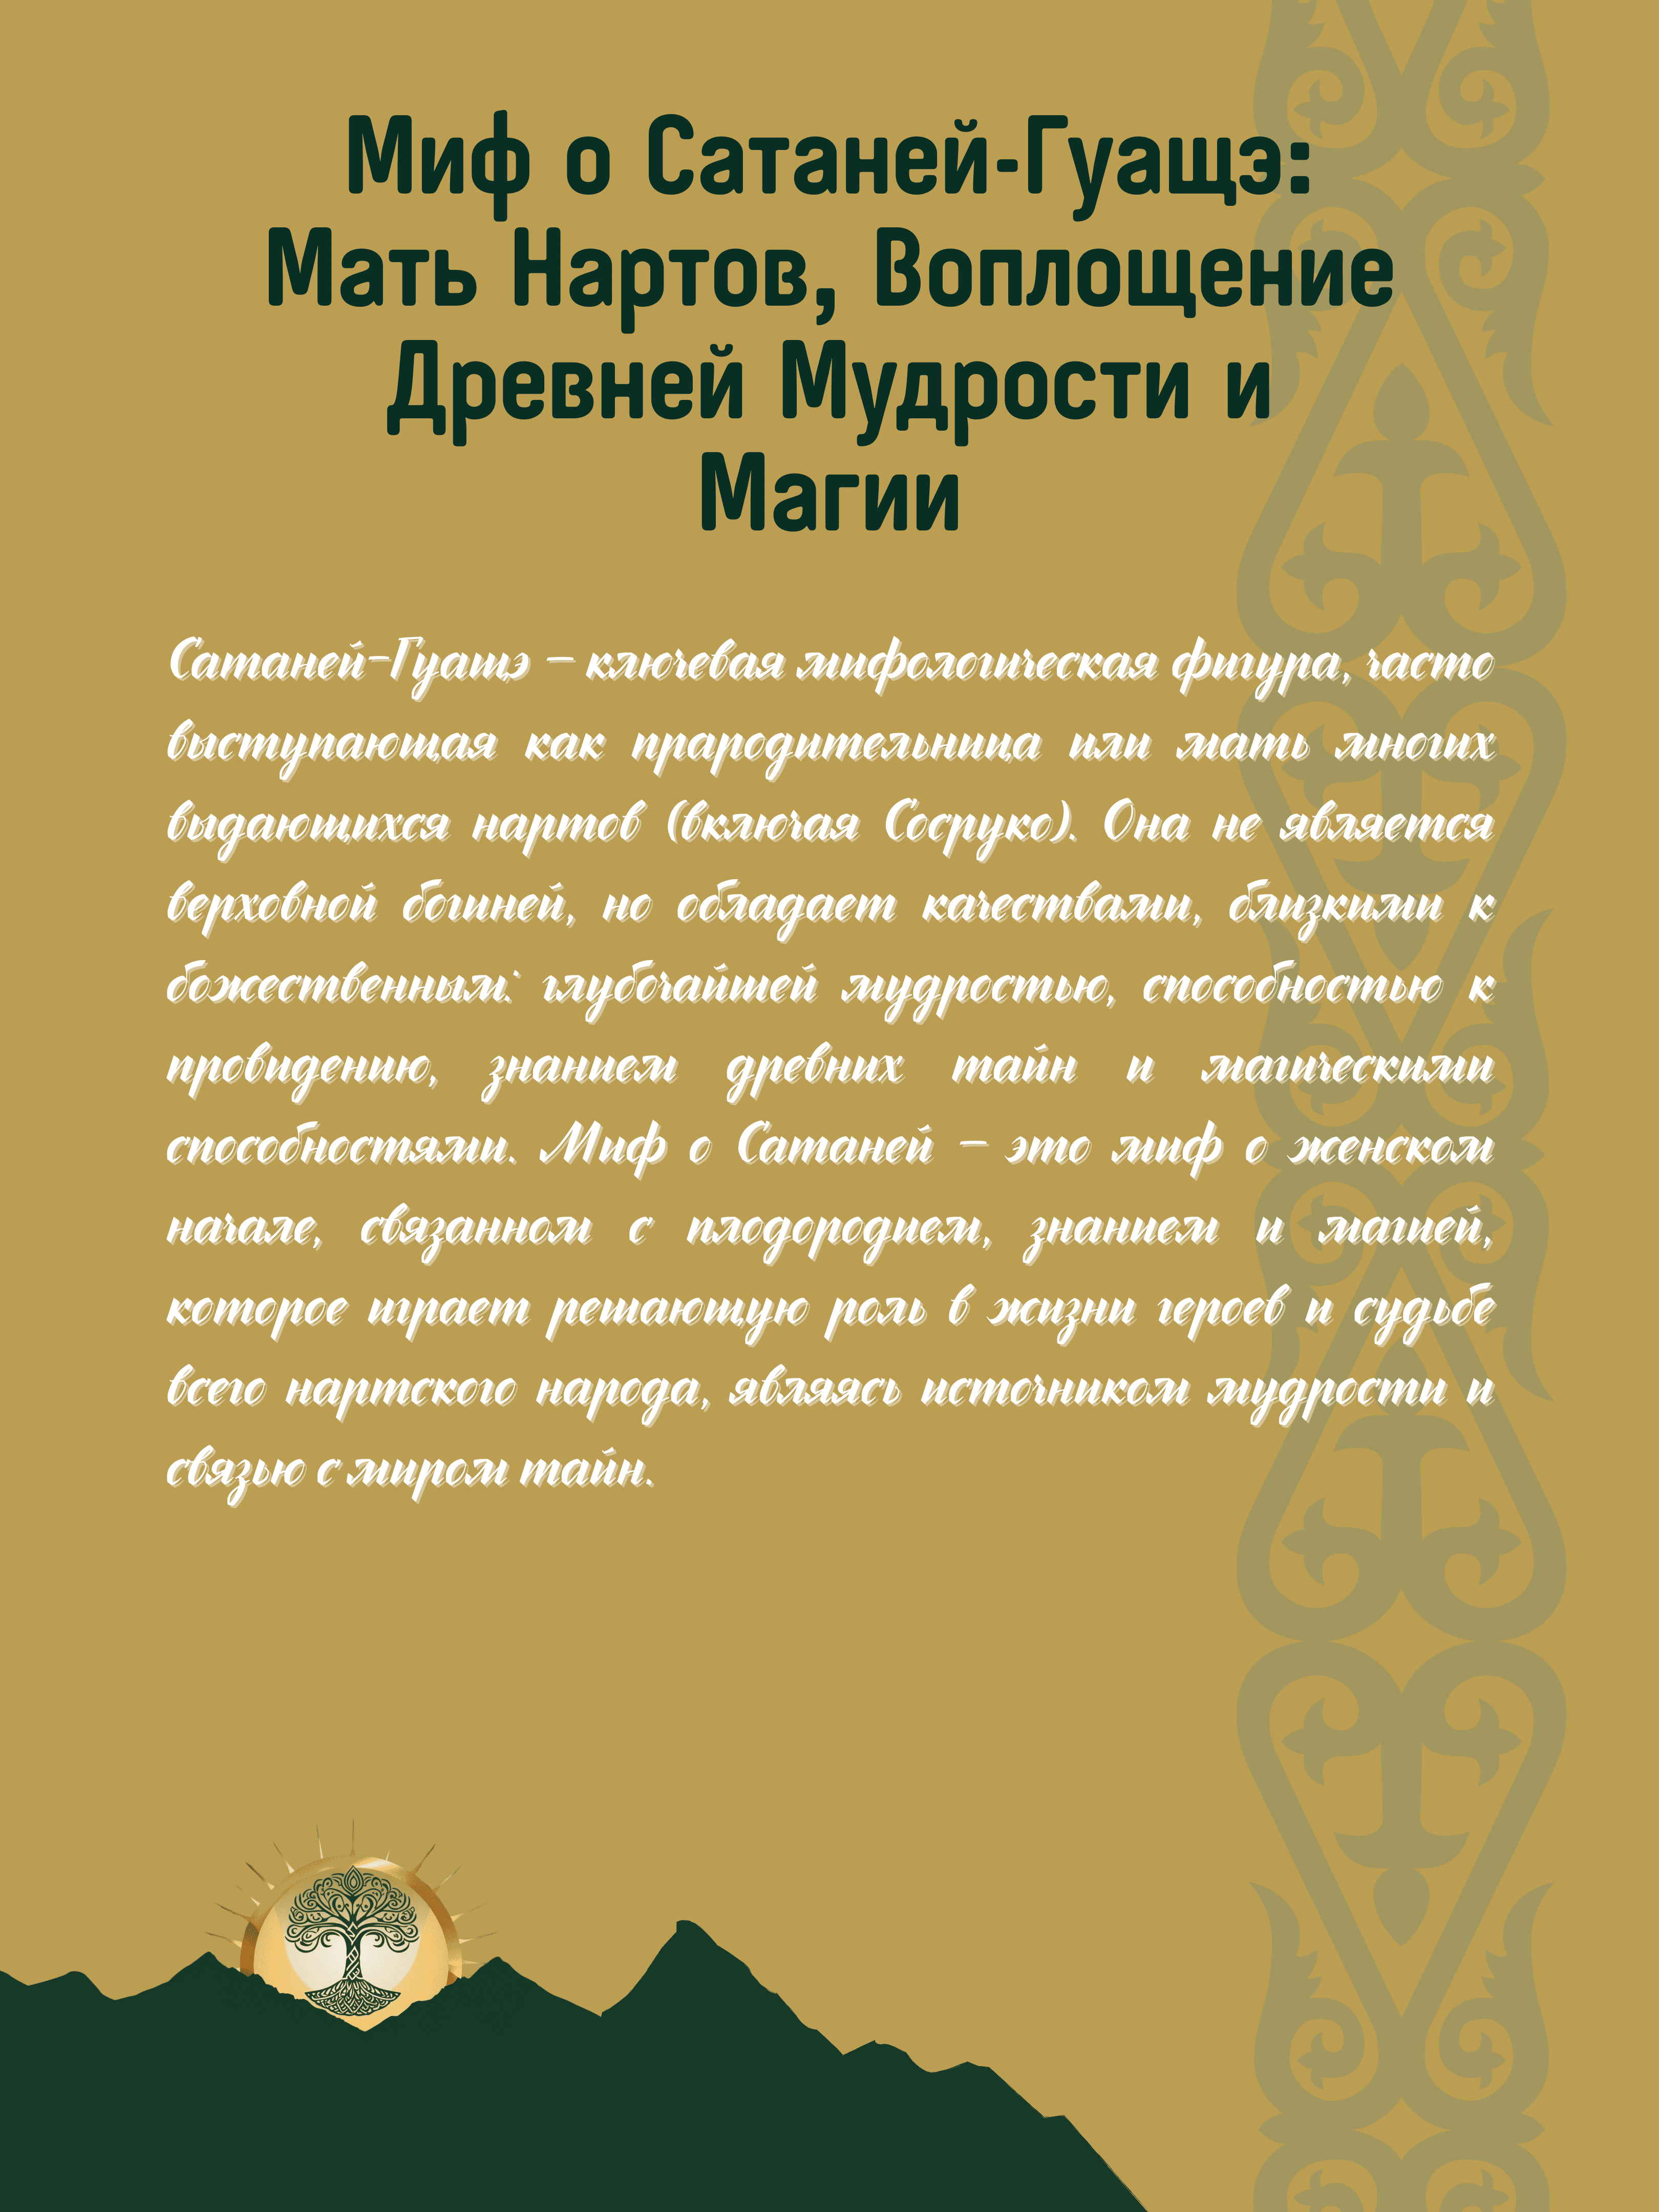 Миф о Сатаней-Гуащэ:
Мать Нартов, Воплощение
Древней Мудрости и
Магии
Сатаней-Гуащэ – ключевая мифологическая фигура, часто
выступающая как прародительница или мать многих
выдающихся нартов (включая Сосруко). Она не является
верховной богиней, но обладает качествами, близкими к
божественным: глубочайшей мудростью, способностью к
провидению, знанием древних тайн и магическими
способностями. Миф о Сатаней – это миф о женском
начале, связанном с плодородием, знанием и магией,
которое играет решающую роль в жизни героев и судьбе
всего нартского народа, являясь источником мудрости и
связью с миром тайн.